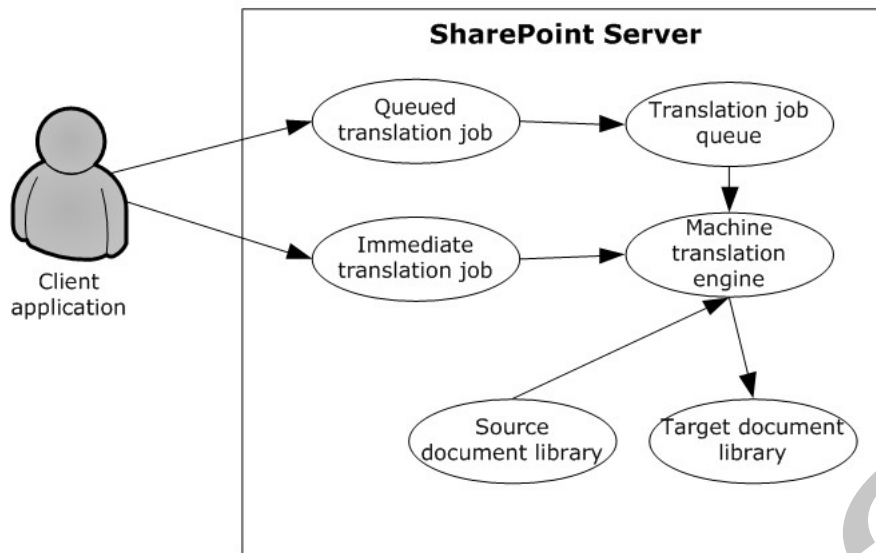 SharePoint Server
Queued
translation job
Translation job
queue
Client
application
Immediate
translation job
Machine
translation
engine
Source
document library
Target document
library